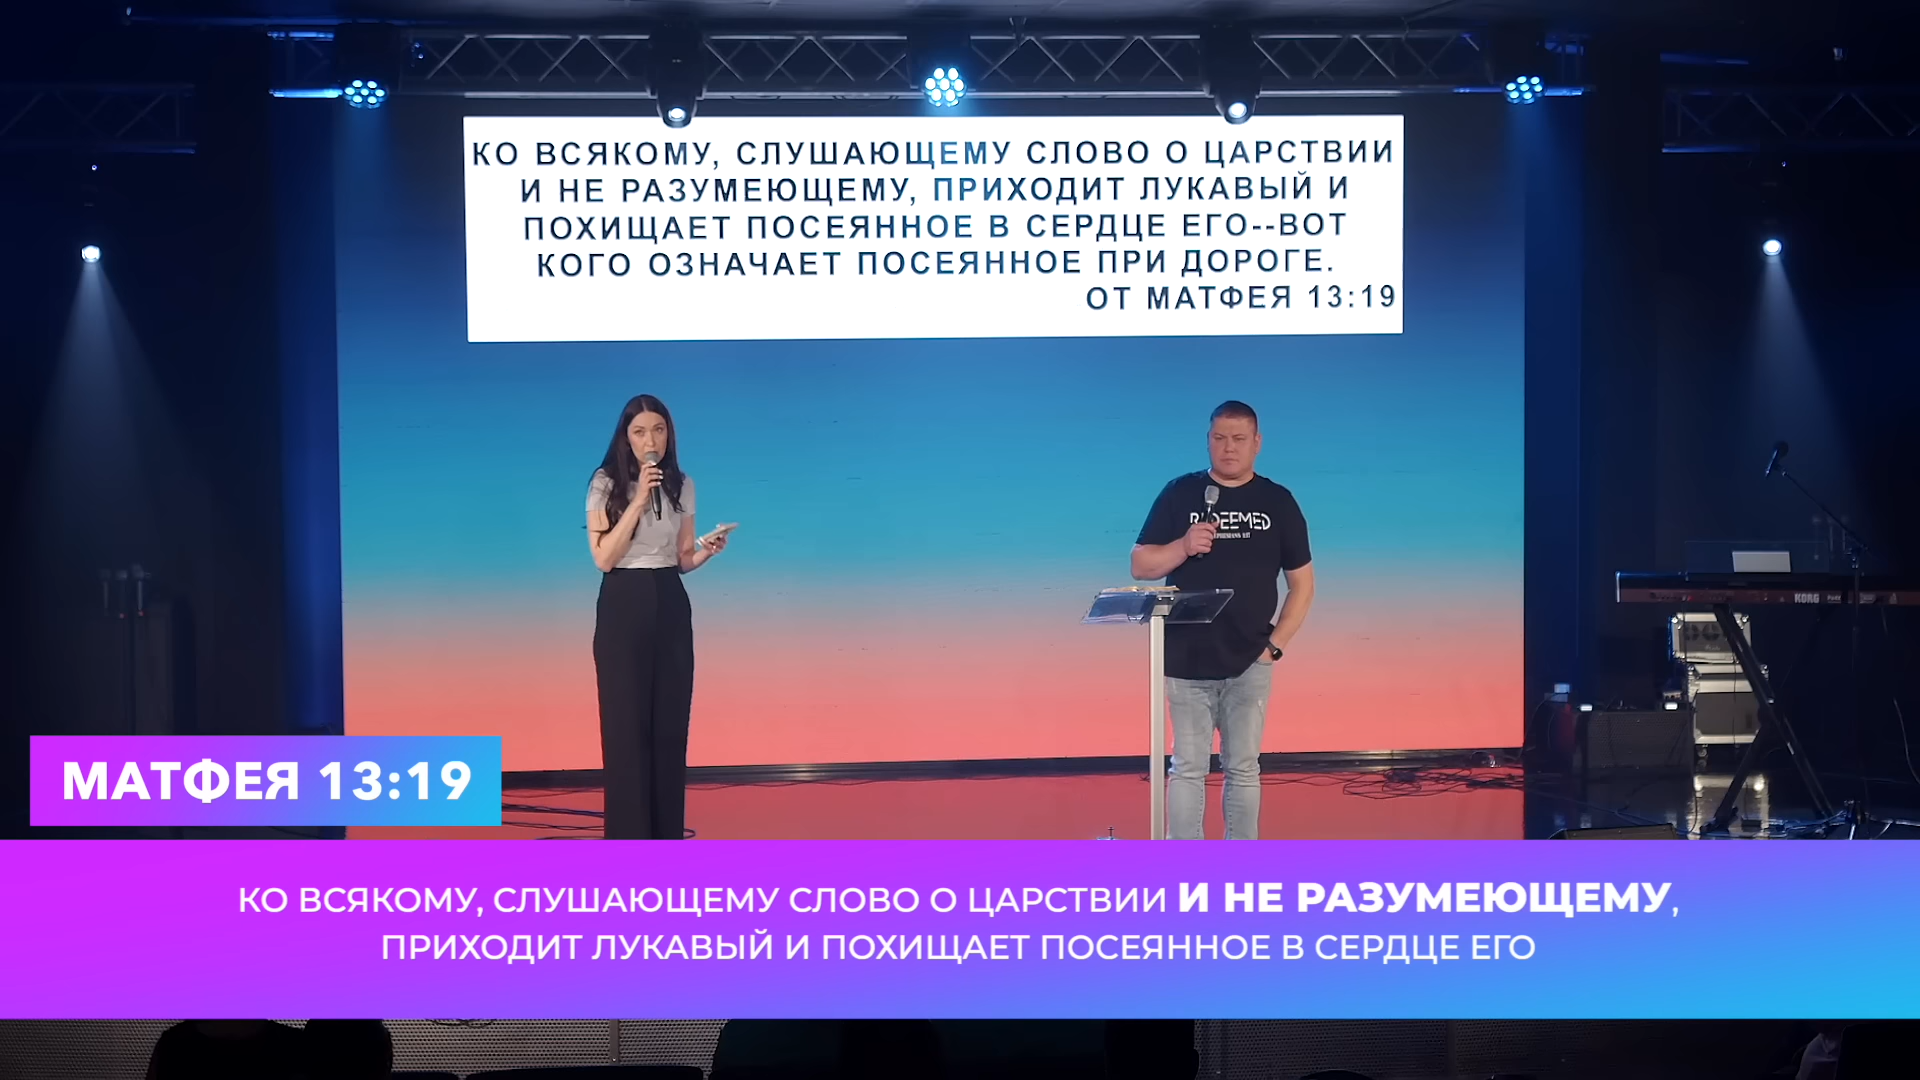 КО ВСЯКОМУ, СЛУШАЮЩЕМУ СЛОВО О ЦАРСТВИИ
И НЕ РАЗУМЕЮЩЕМУ, ПРИХОДИТ ЛУКАВЫЙ И
ПОХИЩАЕТ ПОСЕЯННОЕ В СЕРДЦЕ ЕГО--ВОТ
КОГО ОЗНАЧАЕТ ПОСЕЯННОЕ ПРИ ДОРОГЕ.
ОТ МАТФЕЯ 13:19
KORG
МАТФЕЯ 13:19
КО ВСЯКОМУ, СЛУШАЮЩЕМУ СЛОВО О ЦАРСТВИИ И НЕ РАЗУМЕЮЩЕМУ,
ПРИХОДИТ ЛУКАВЫЙ И ПОХИЩАЕТ ПОСЕЯННОЕ В СЕРДЦЕ ЕГО